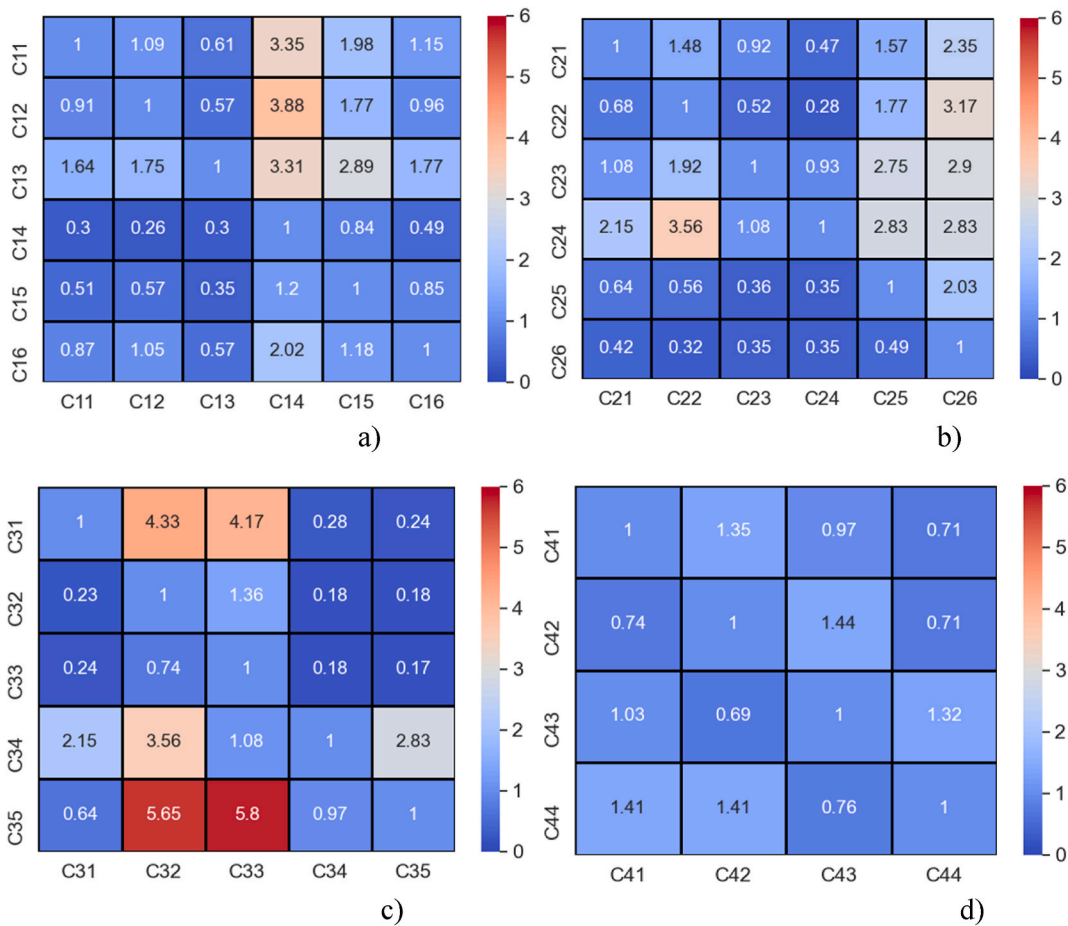 C11 1 1.09 0.61 3.35 1.98 1.15
C12 0.91 1 0.57 3.88 1.77 0.96
C13 1.64 1.75 1 3.31 2.89 1.77
C14 0.3 0.26 0.3 1 0.84 0.49
C15 0.51 0.57 0.35 1.2 1 0.85
C16 0.87 1.05 0.57 2.02 1.18 1
C11 C12 C13 C14 C15 C16
6
5
4
3
2
1
0
a)
C21 1 1.48 0.92 0.47 1.57 2.35
C22 0.68 1 0.52 0.28 1.77 3.17
C23 1.08 1.92 1 0.93 2.75 2.9
C24 2.15 3.56 1.08 1 2.83 2.83
C25 0.64 0.56 0.36 0.35 1 2.03
C26 0.42 0.32 0.35 0.35 0.49 1
C21 C22 C23 C24 C25 C26
6
5
4
3
2
1
0
b)
C31 1 4.33 4.17 0.28 0.24
C32 0.23 1 1.36 0.18 0.18
C33 0.24 0.74 1 0.18 0.17
C34 2.15 3.56 1.08 1 2.83
C35 0.64 5.65 5.8 0.97 1
C31 C32 C33 C34 C35
6
5
4
3
2
1
0
c)
C41 1 1.35 0.97 0.71
C42 0.74 1 1.44 0.71
C43 1.03 0.69 1 1.32
C44 1.41 1.41 0.76 1
C41 C42 C43 C44
6
5
4
3
2
1
0
d)